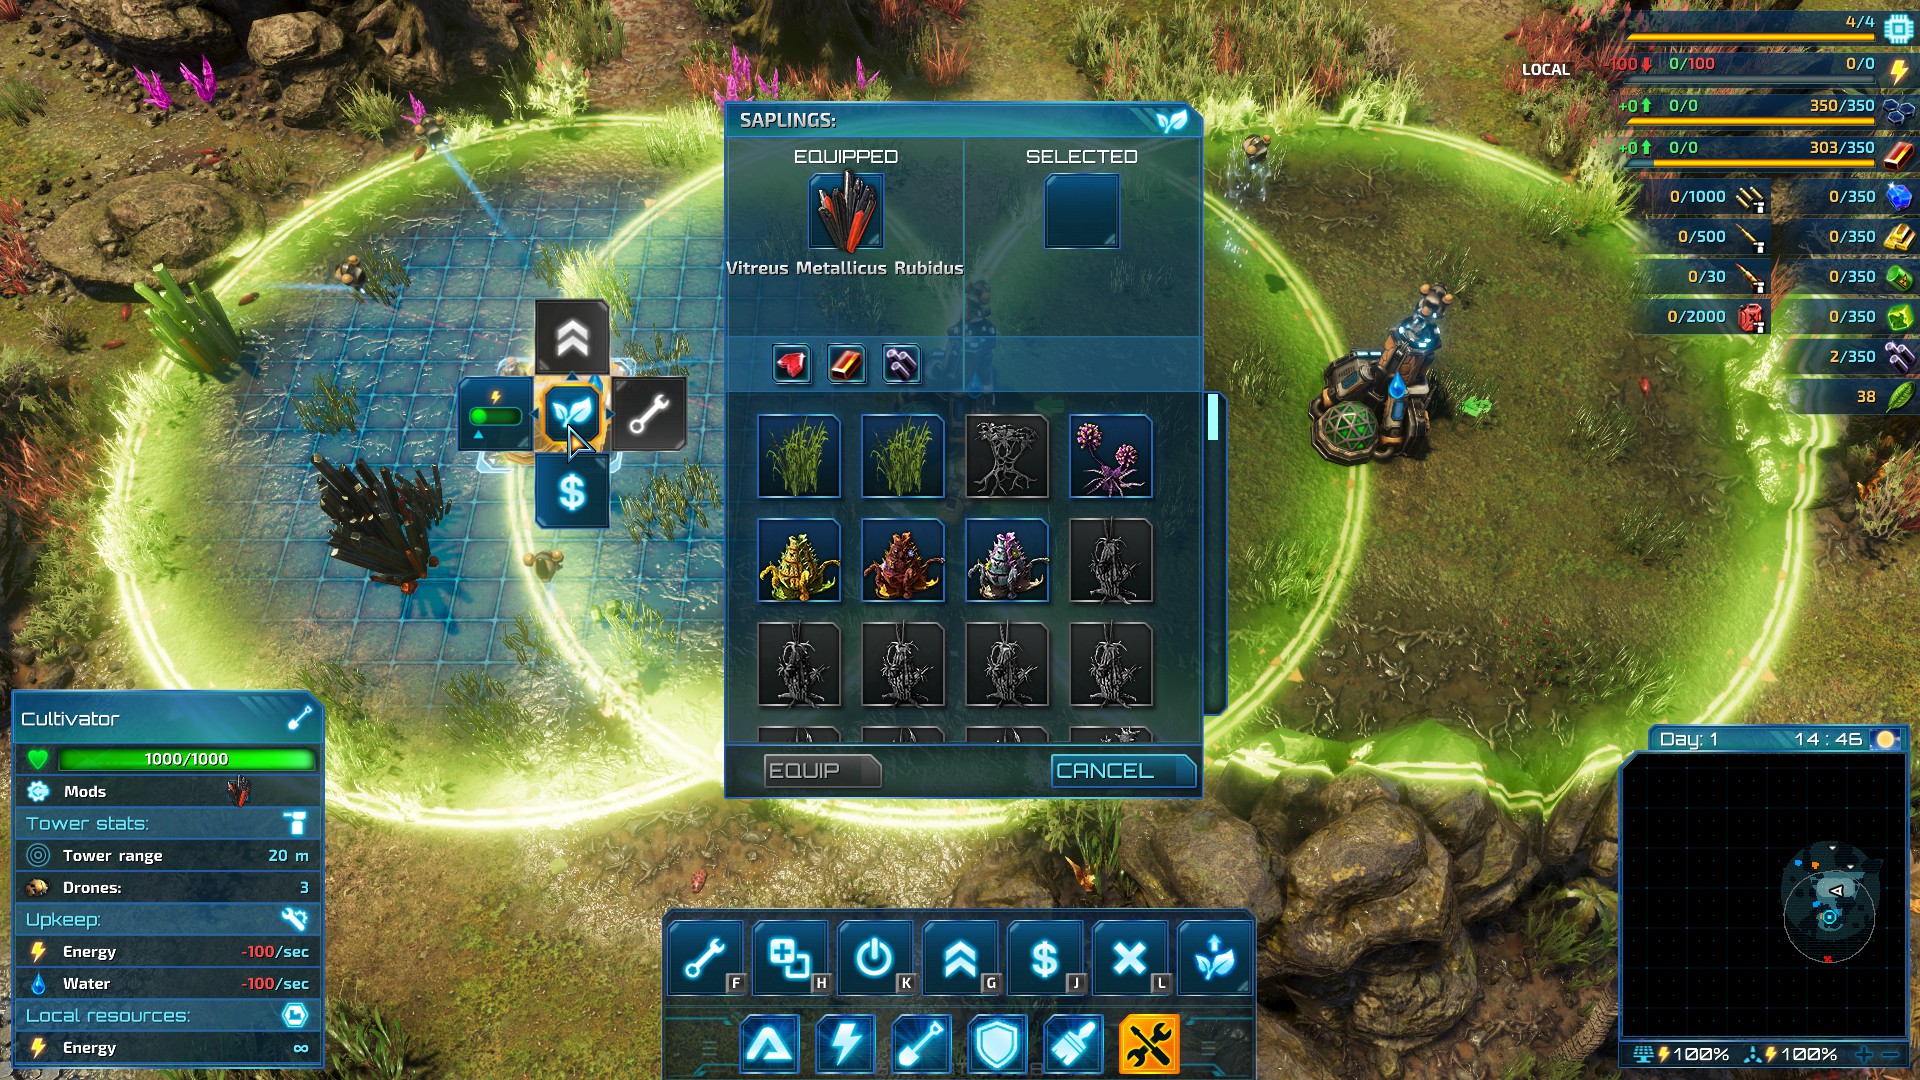 SAPLINGS:
EQUIPPED
SELECTED
Vitreus Metallicus Rubidus
EQUIP
CANCEL
LOCAL
4/4
-100 0/100 0/0
+0 0/0 350/350
+0 0/0 303/350
0/1000 0/350
0/500 0/350
0/30 0/350
0/2000 0/350
2/350
38
$
Cultivator
1000/1000
Mods
Tower stats:
Tower range 20 m
Drones: 3
Upkeep:
Energy -100/sec
Water -100/sec
Local resources:
Energy ∞
F H K G $ J L
Day: 1 14:46
100% 100%